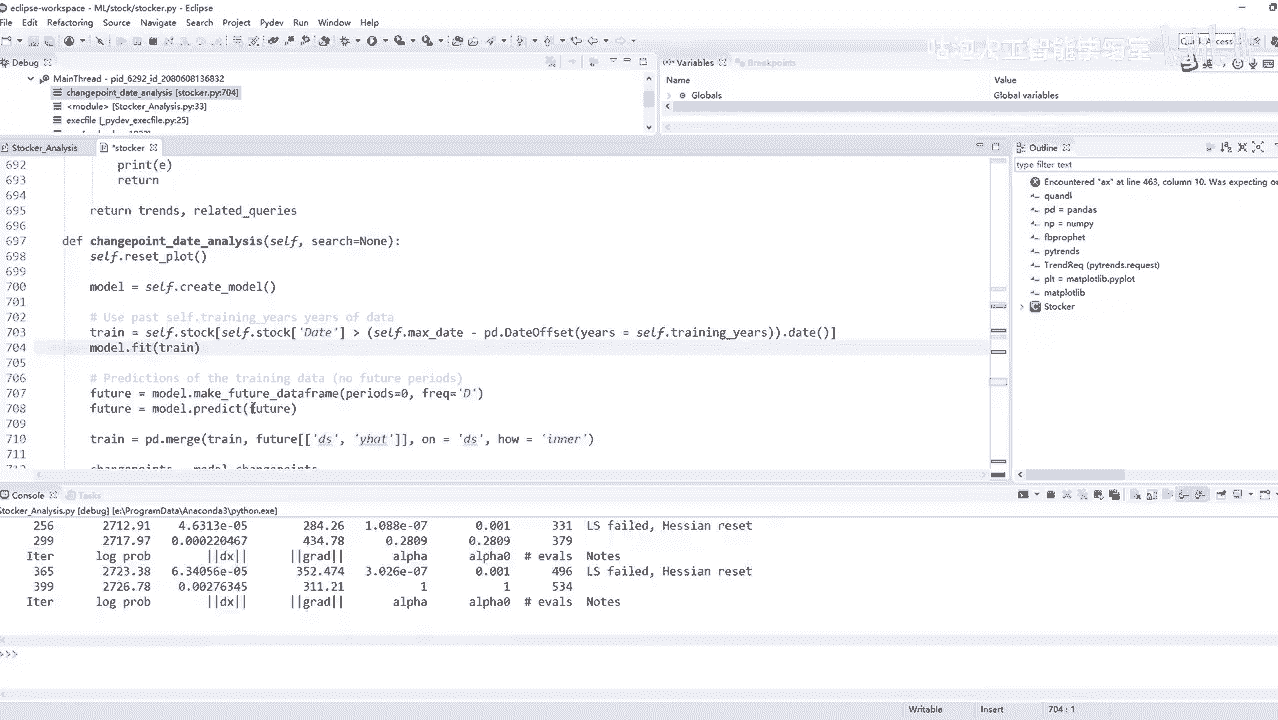 eclipse-workspace - ML/stock/stocker.py - Eclipse
File Edit Refactoring Source Navigate Search Project Pydev Run Window Help
Debug
MainThread - pid_6292_id_2080608136832
changepoint_date_analysis [stocker.py:704]
<module> [Stocker_Analysis.py:33]
execfile [_pydev_execfile.py:25]
Variables Breakpoints
Name Value
Globals Global variables
Stocker_Analysis *stocker
692 print(e)
693 return
694
695 return trends, related_queries
696
697 def changepoint_date_analysis(self, search=None):
698 self.reset_plot()
699
700 model = self.create_model()
701
702 # Use past self.training_years years of data
703 train = self.stock[self.stock['Date'] > (self.max_date - pd.DateOffset(years = self.training_years)).date()]
704 model.fit(train)
705
706 # Predictions of the training data (no future periods)
707 future = model.make_future_dataframe(periods=0, freq='D')
708 future = model.predict(future)
709
710 train = pd.merge(train, future[['ds', 'yhat']], on = 'ds', how = 'inner')
711
changepoints = model.changepoints
Outline
type filter text
Encountered "ax" at line 463, column 10. Was expecting
quandl
pd = pandas
np = numpy
fbprophet
pytrends
TrendReq (pytrends.request)
plt = matplotlib.pyplot
matplotlib
Stocker
Console Tasks
Stocker_Analysis.py [debug] [e:\ProgramData\Anaconda3\python.exe]
256 2712.91 4.6313e-05 284.26 1.088e-07 0.001 331 LS failed, Hessian reset
299 2717.97 0.000220467 434.78 0.2809 0.2809 379
Iter log prob ||dx|| ||grad|| alpha alpha0 # evals Notes
365 2723.38 6.34056e-05 352.474 3.026e-07 0.001 496 LS failed, Hessian reset
399 2726.78 0.00276345 311.21 1 1 534
Iter log prob ||dx|| ||grad|| alpha alpha0 # evals Notes
>>>
Writable Insert 704 : 1